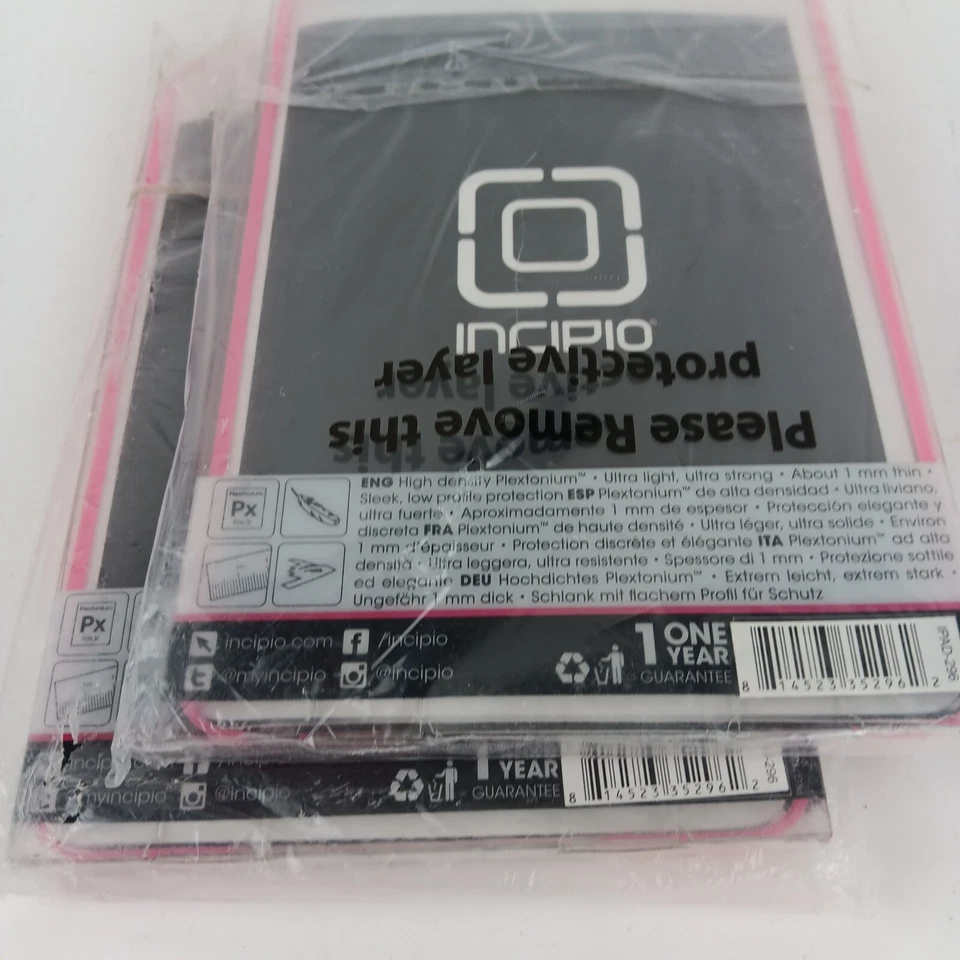 INCIPIO
protective layer
Please Remove this
ENG High density Plextonium™ • Ultra light, ultra strong • About 1 mm thin •
Sleek, low profile protection ESP Plextonium™ de alta densidad • Ultra liviano,
ultra fuerte • Aproximadamente 1 mm de espesor • Protección elegante y
discreta FRA Plextonium™ de haute densité • Ultra léger, ultra solide • Environ
1 mm d'épaisseur • Protection discrète et élégante ITA Plextonium™ ad alta
densità • Ultra leggera, ultra resistente • Spessore di 1 mm • Protezione sottile
ed elegante DEU Hochdichtes Plextonium™ • Extrem leicht, extrem stark •
Ungefähr 1 mm dick • Schlank mit flachem Profil für Schutz
Px
incipio.com /incipio
@myincipio @incipio
1 ONE
YEAR
GUARANTEE
8 14523 35296 2
IPAD-296
Px
@myincipio @incipio
YEAR
GUARANTEE
8 14523 35296 2
-296